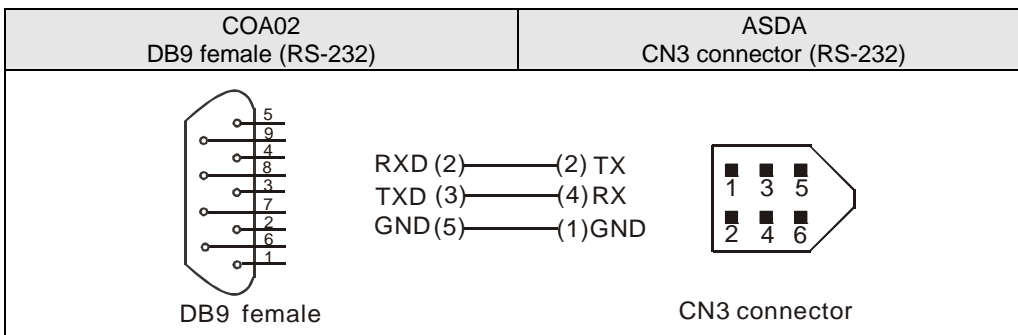 COA02
DB9 female (RS-232)
ASDA
CN3 connector (RS-232)
5
9
4
8
3
7
2
6
1
RXD (2) (2) TX
TXD (3) (4) RX
GND (5) (1) GND
1 3 5
2 4 6
DB9 female
CN3 connector